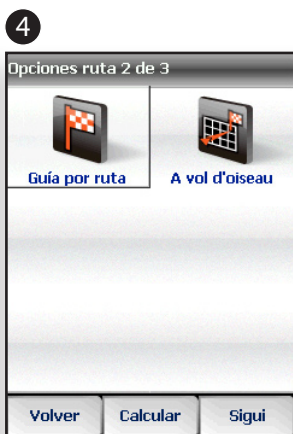 4
Opciones ruta 2 de 3
Guía por ruta
A vol d'oiseau
Volver
Calcular
Sigui